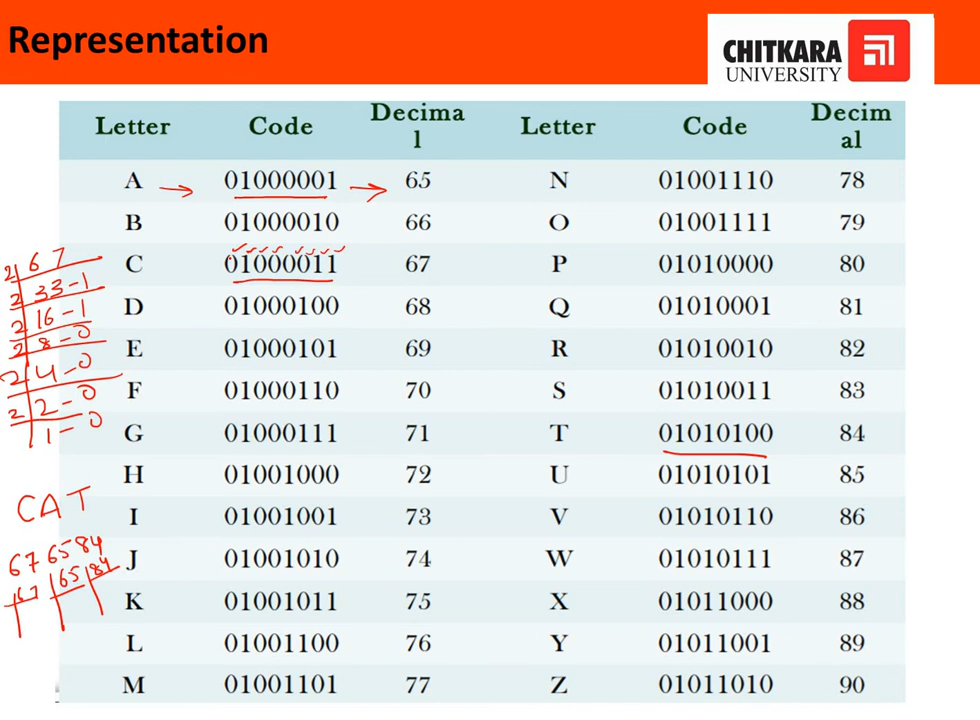 Representation
CHITKARA
UNIVERSITY
Letter Code Decima l Letter Code Decim al
A 01000001 65 N 01001110 78
B 01000010 66 O 01001111 79
C 01000011 67 P 01010000 80
D 01000100 68 Q 01010001 81
E 01000101 69 R 01010010 82
F 01000110 70 S 01010011 83
G 01000111 71 T 01010100 84
H 01001000 72 U 01010101 85
I 01001001 73 V 01010110 86
J 01001010 74 W 01010111 87
K 01001011 75 X 01011000 88
L 01001100 76 Y 01011001 89
M 01001101 77 Z 01011010 90
2 67
2 33-1
2 16-1
2 8-0
2 4-0
2 2-0
1-0
CAT
67 65 84
67 65 84